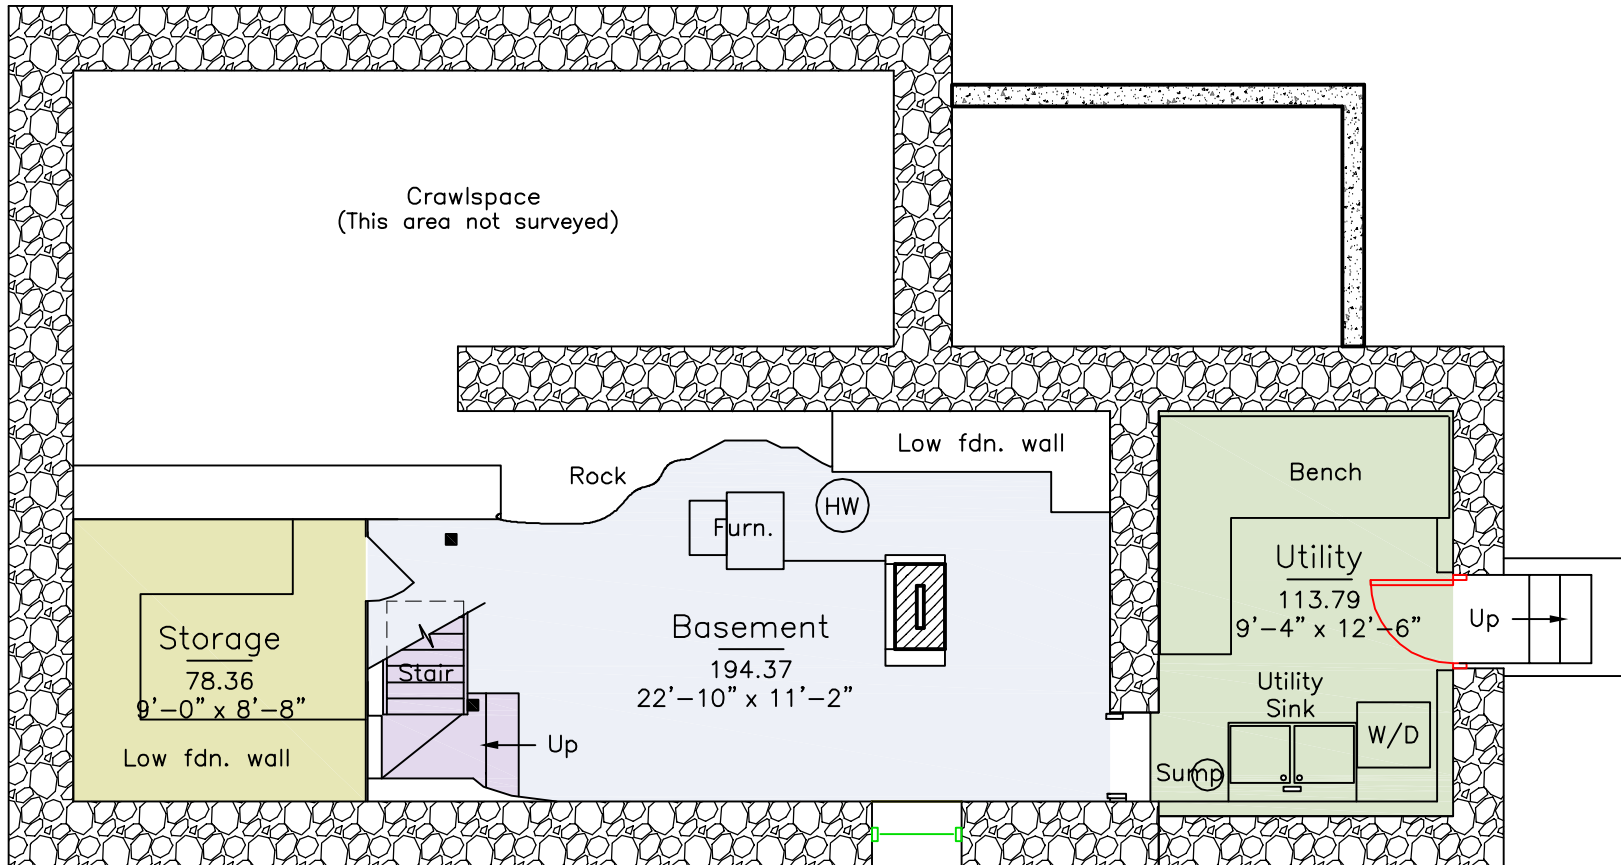 Crawlspace
(This area not surveyed)
Low fdn. wall
Rock
Bench
HW
Furn.
Utility
113.79
9'-4" x 12'-6"
Up
Storage
78.36
9'-0" x 8'-8"
Basement
194.37
22'-10" x 11'-2"
Stair
Utility
Sink
W/D
Up
Low fdn. wall
Sump